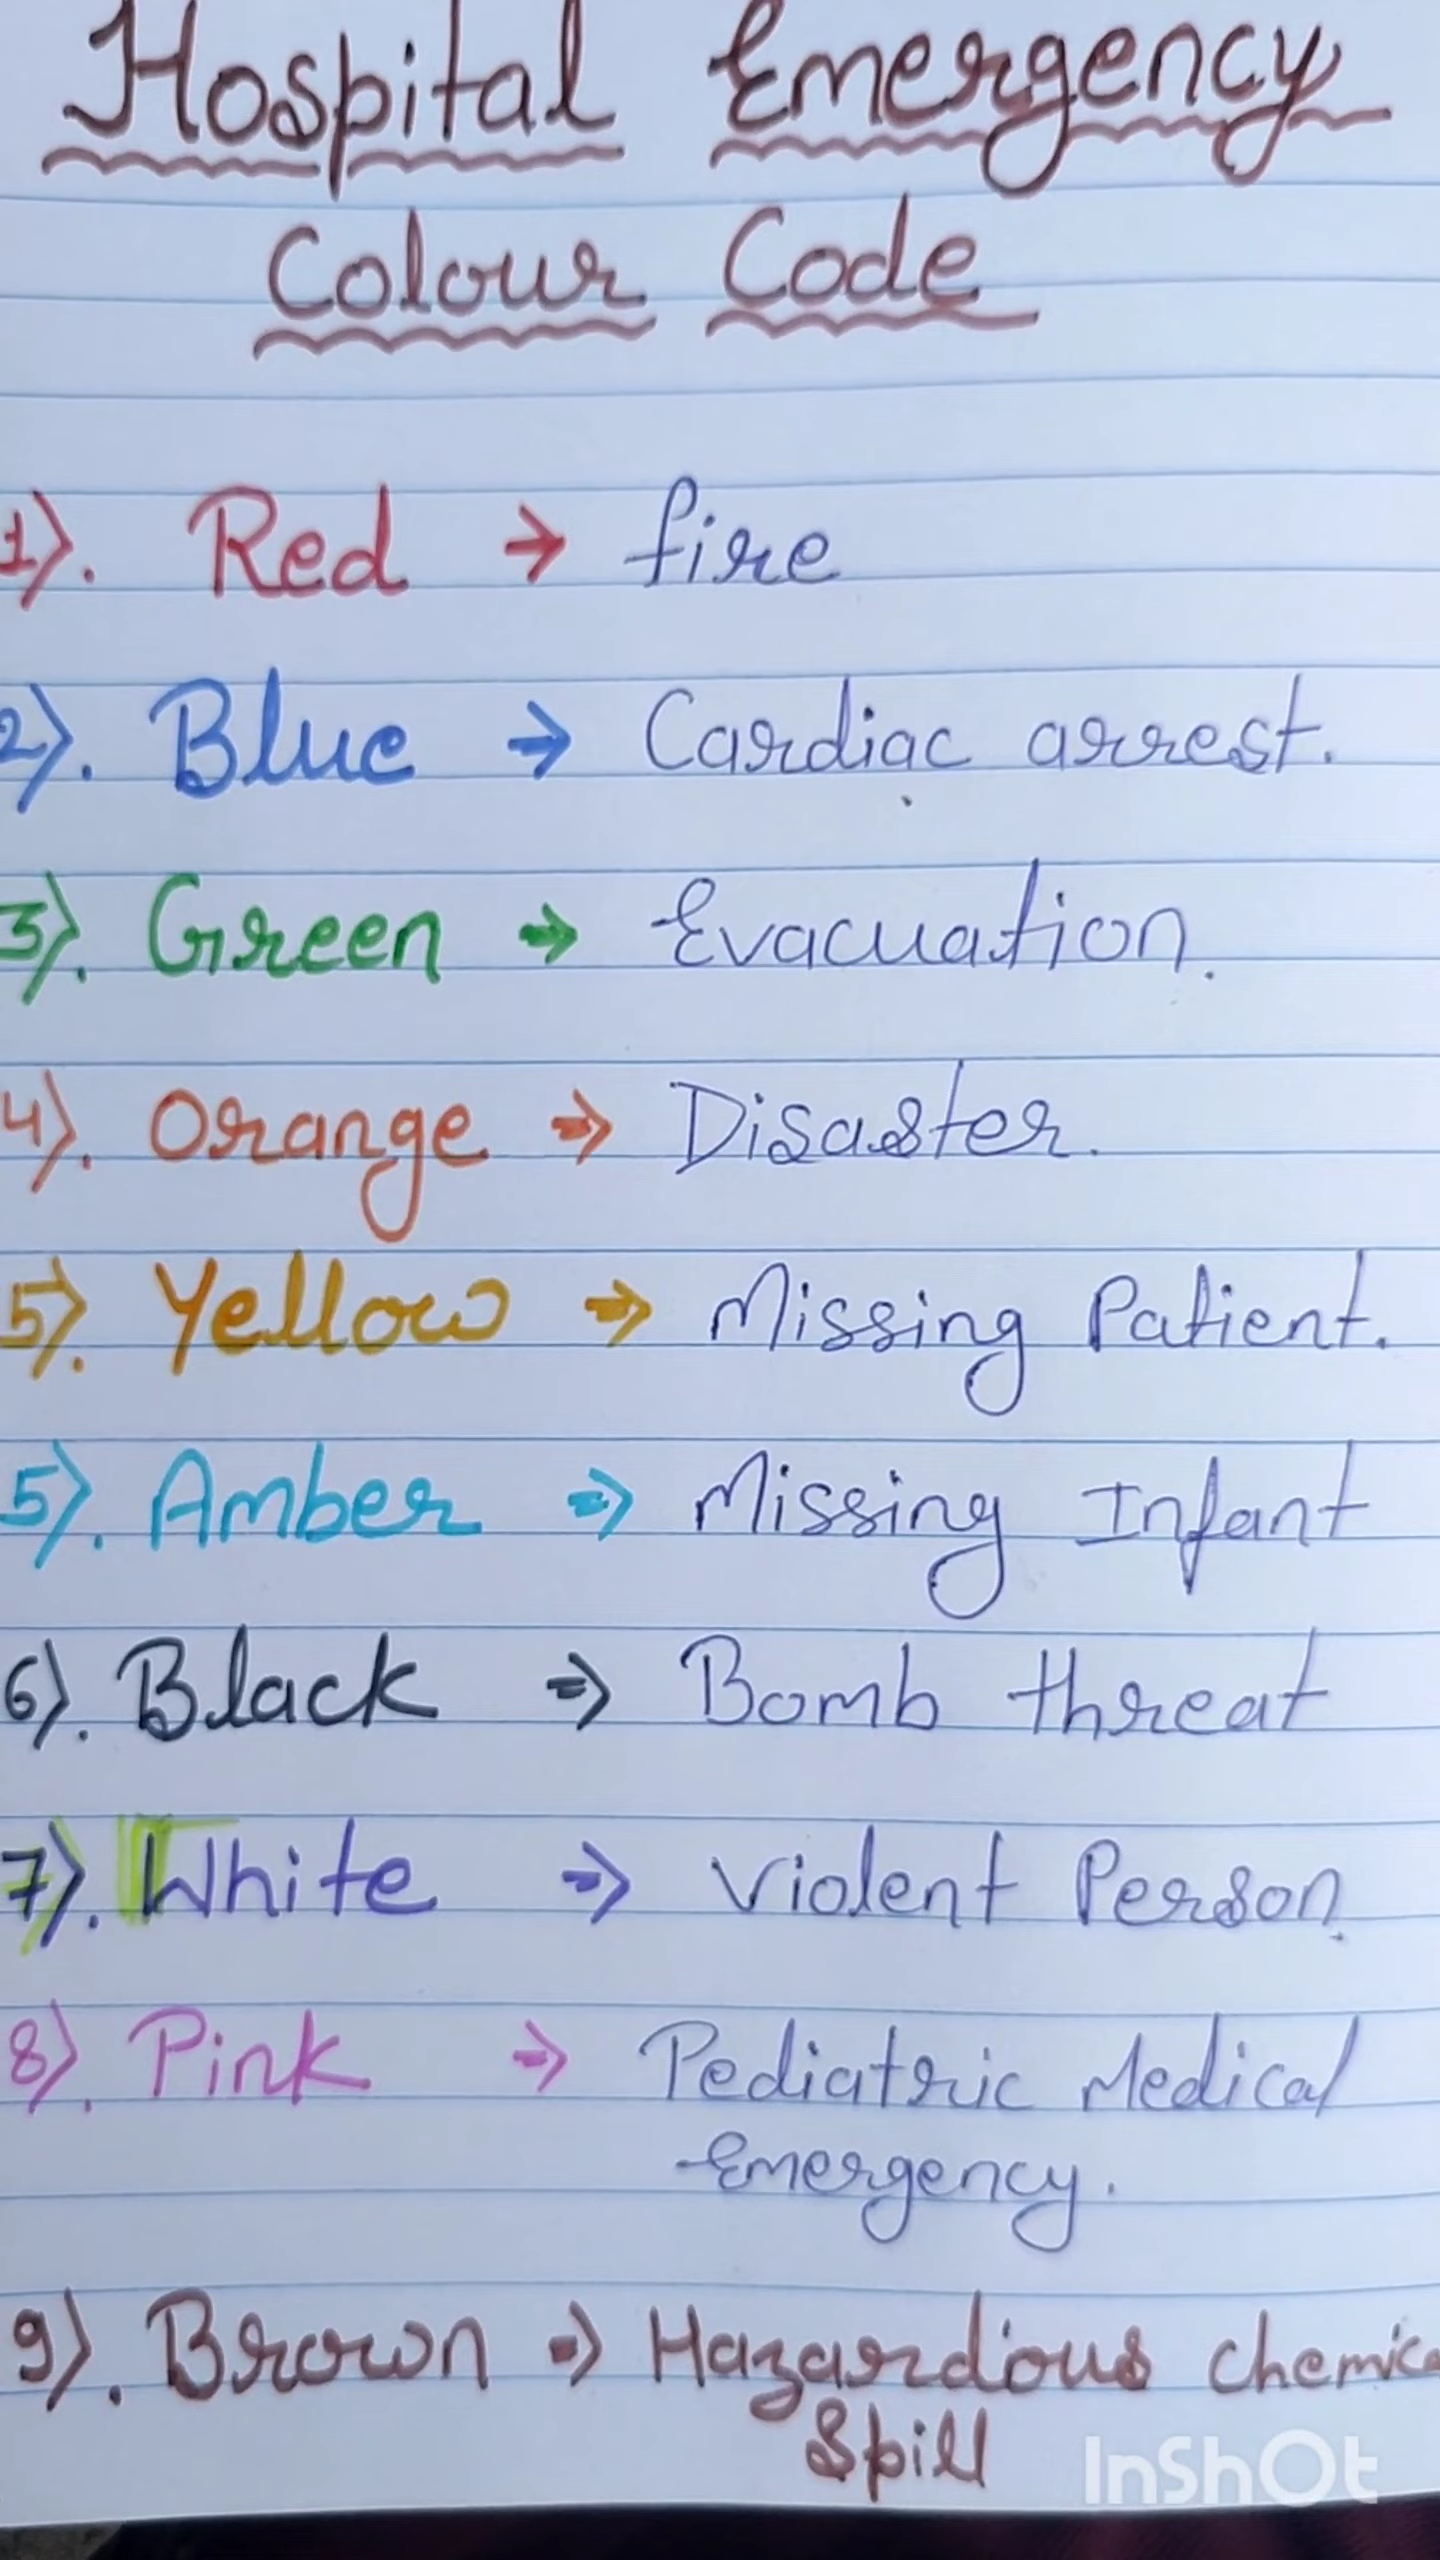 Hospital Emergency
Colour Code
1). Red → fire
2). Blue → Cardiac arrest.
3). Green → Evacuation.
4). Orange → Disaster.
5). Yellow → Missing Patient.
5). Amber → Missing Infant
6). Black → Bomb threat
7). White → Violent Person.
8). Pink → Pediatric Medical
Emergency.
9). Brown → Hazardious chemica
Spill
InShOt